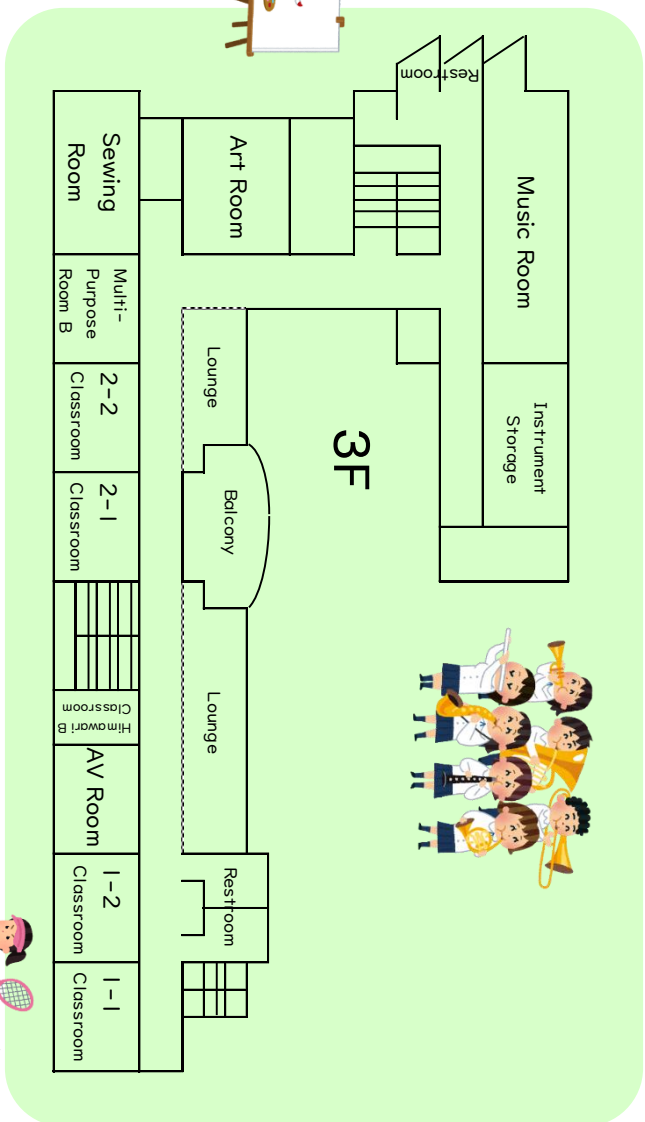 Restroom
Music Room
Instrument
Storage
3F
Art Room
Lounge
Balcony
Lounge
Restroom
Sewing
Room
Multi-
Purpose
Room B
2-2
Classroom
2-1
Classroom
Himawari B
Classroom
AV Room
1-2
Classroom
1-1
Classroom